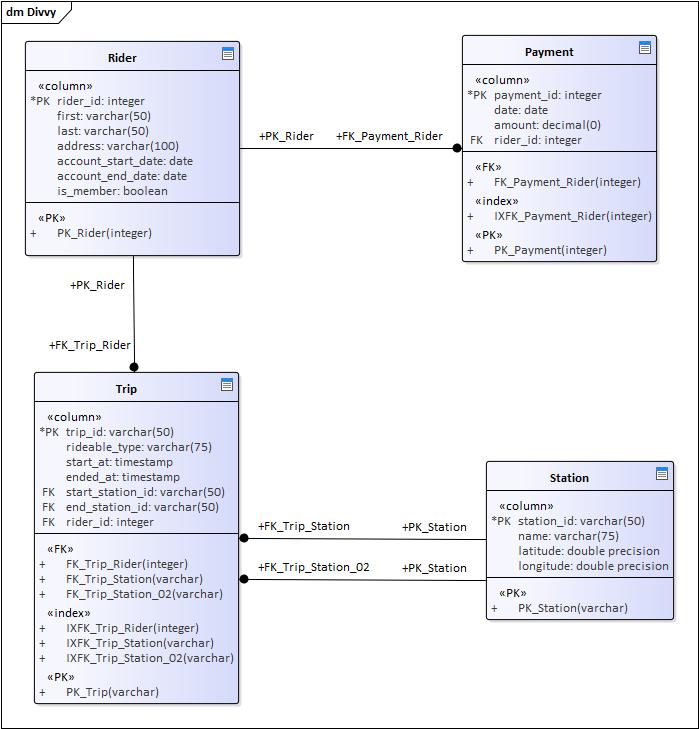 dm Divvy
Rider
«column»
*PK rider_id: integer
first: varchar(50)
last: varchar(50)
address: varchar(100)
account_start_date: date
account_end_date: date
is_member: boolean
«PK»
+ PK_Rider(integer)
+PK_Rider +FK_Payment_Rider
Payment
«column»
*PK payment_id: integer
date: date
amount: decimal(0)
FK rider_id: integer
«FK»
+ FK_Payment_Rider(integer)
«index»
+ IXFK_Payment_Rider(integer)
«PK»
+ PK_Payment(integer)
+PK_Rider
+FK_Trip_Rider
Trip
«column»
*PK trip_id: varchar(50)
rideable_type: varchar(75)
start_at: timestamp
ended_at: timestamp
FK start_station_id: varchar(50)
FK end_station_id: varchar(50)
FK rider_id: integer
«FK»
+ FK_Trip_Rider(integer)
+ FK_Trip_Station(varchar)
+ FK_Trip_Station_02(varchar)
«index»
+ IXFK_Trip_Rider(integer)
+ IXFK_Trip_Station(varchar)
+ IXFK_Trip_Station_02(varchar)
«PK»
+ PK_Trip(varchar)
+FK_Trip_Station +PK_Station
+FK_Trip_Station_02 +PK_Station
Station
«column»
*PK station_id: varchar(50)
name: varchar(75)
latitude: double precision
longitude: double precision
«PK»
+ PK_Station(varchar)